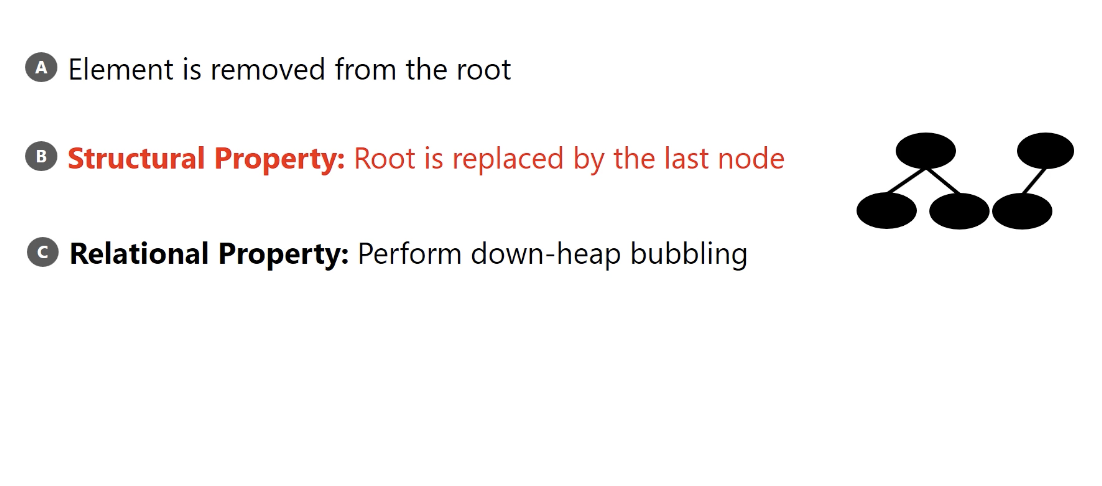 A Element is removed from the root
B Structural Property: Root is replaced by the last node
C Relational Property: Perform down-heap bubbling